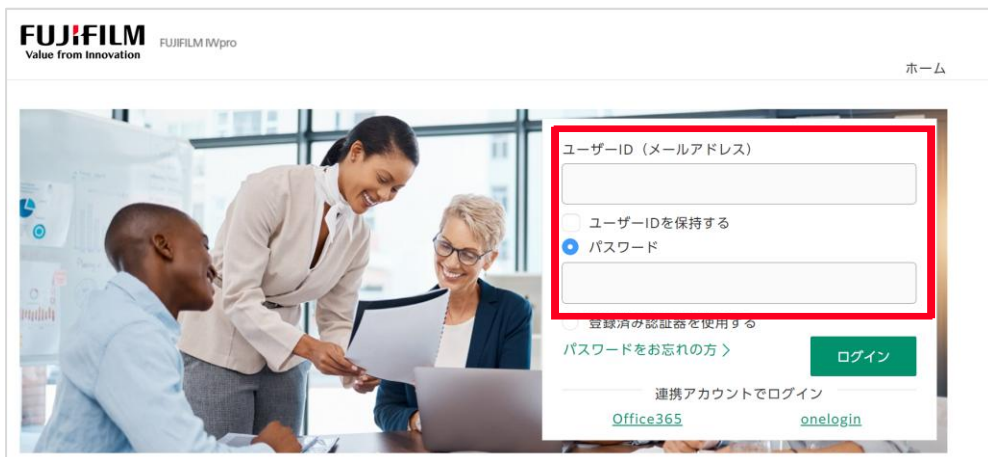 FUJIFILM
Value from Innovation
FUJIFILM IWpro
ホーム
ユーザーID（メールアドレス）
ユーザーIDを保持する
パスワード
登録済み認証器を使用する
パスワードをお忘れの方 〉
ログイン
連携アカウントでログイン
Office365
onelogin